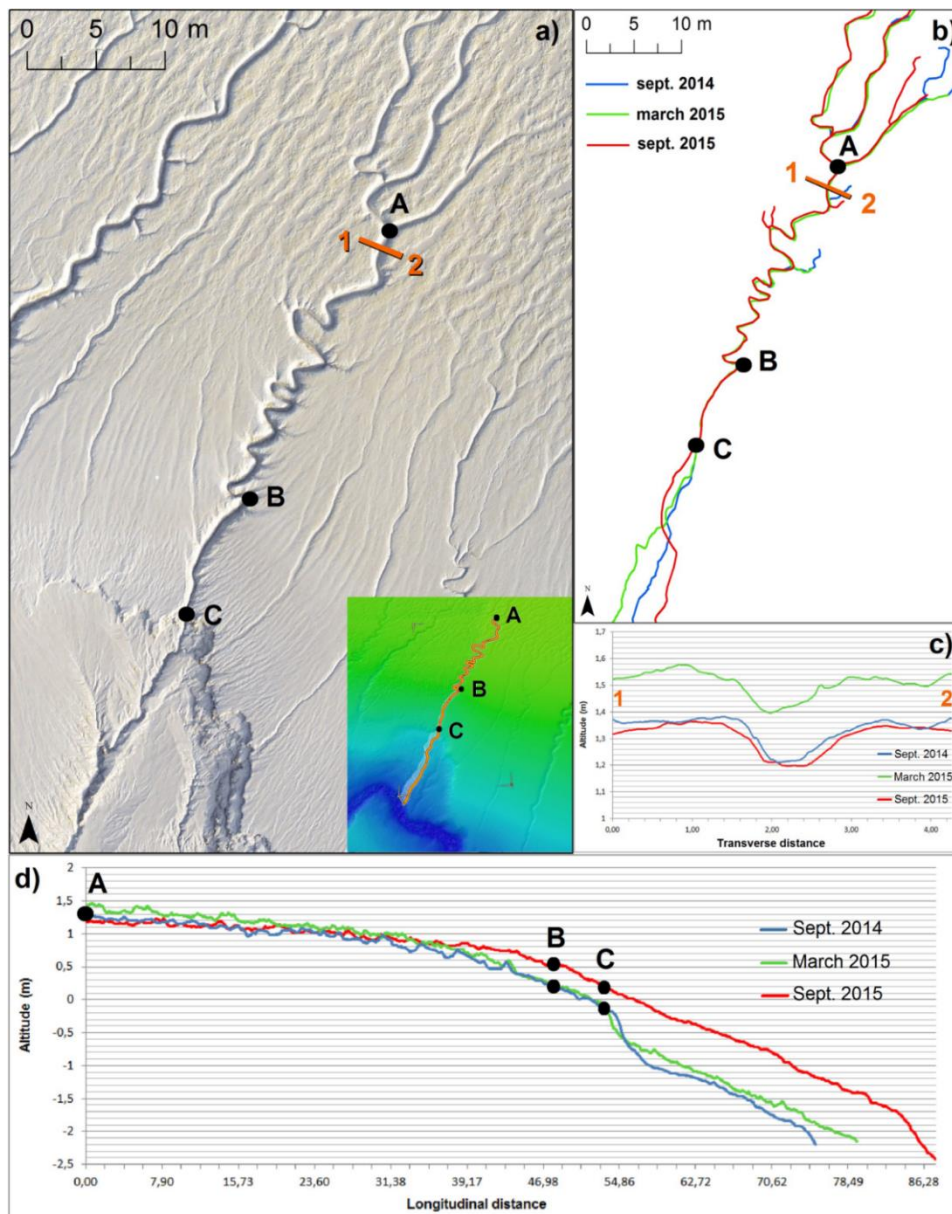 0 5 10 m
a)
A
1
2
B
C
N
A
B
C
0 5 10 m
b)
sept. 2014
march 2015
sept. 2015
A
1
2
B
C
N
c)
1,7
1,6
1,5
1,4
1,3
1,2
1,1
1
Altitude (m)
1
2
Sept. 2014
March 2015
Sept. 2015
0,00 1,00 2,00 3,00 4,00
Transverse distance
d)
A
2
1,5
1
0,5
0
-0,5
-1
-1,5
-2
-2,5
Altitude (m)
B
C
Sept. 2014
March 2015
Sept. 2015
0,00 7,90 15,73 23,60 31,38 39,17 46,98 54,86 62,72 70,62 78,49 86,28
Longitudinal distance